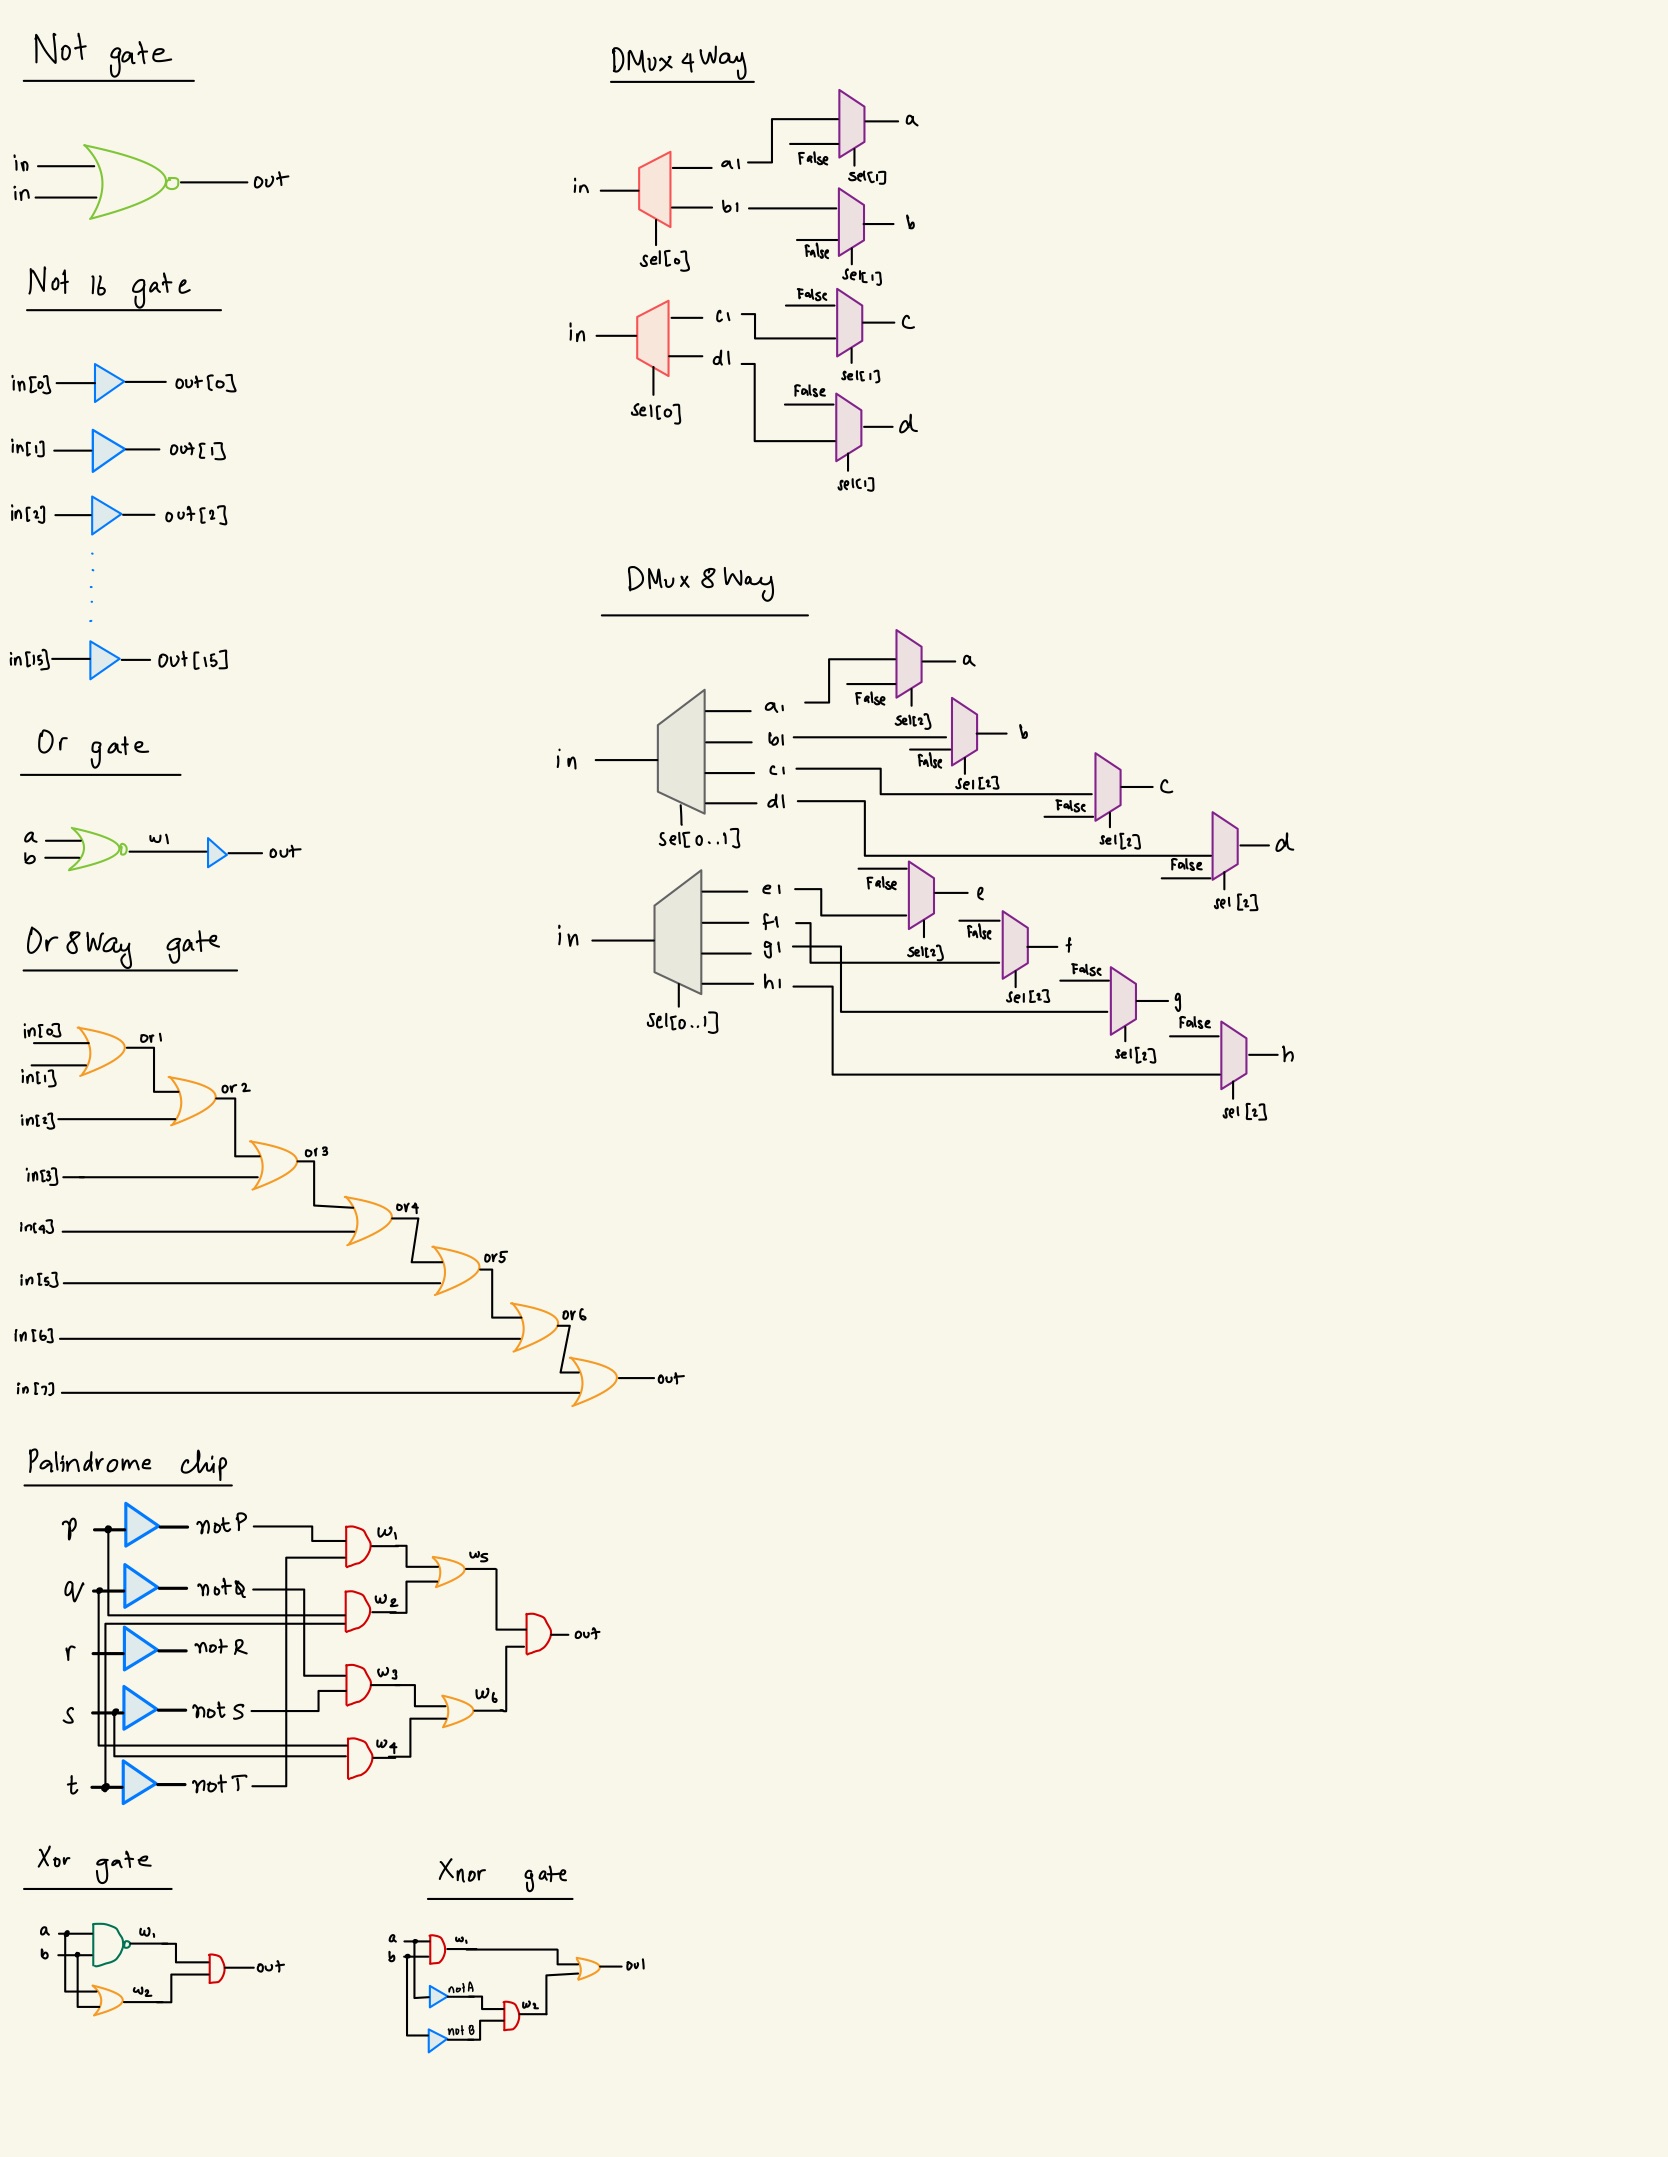 Not gate
in
in
out
Not 16 gate
in[0] out[0]
in[1] out[1]
in[2] out[2]
in[15] out[15]
Or gate
a
b
w1
out
Or 8Way gate
in[0]
or1
in[1]
or2
in[2]
or3
in[3]
or4
in[4]
or5
in[5]
or6
in[6]
out
in[7]
Palindrome chip
p notP
q notQ
r notR
s notS
t notT
w1
w2
w3
w4
w5
w6
out
Xor gate
a
b
w1
w2
out
Xnor gate
a
b
w1
notA
w2
not B
out
DMux 4 Way
in
sel[0]
a1
b1
False
sel[1]
a
False
sel[1]
b
in
sel[0]
c1
d1
False
sel[1]
c
False
sel[1]
d
DMux 8 Way
in
sel[0..1]
a1
b1
c1
d1
False
sel[2]
a
False
sel[2]
b
False
sel[2]
c
False
sel[2]
d
in
sel[0..1]
e1
f1
g1
h1
False
sel[2]
e
False
sel[2]
f
False
sel[2]
g
False
sel[2]
h